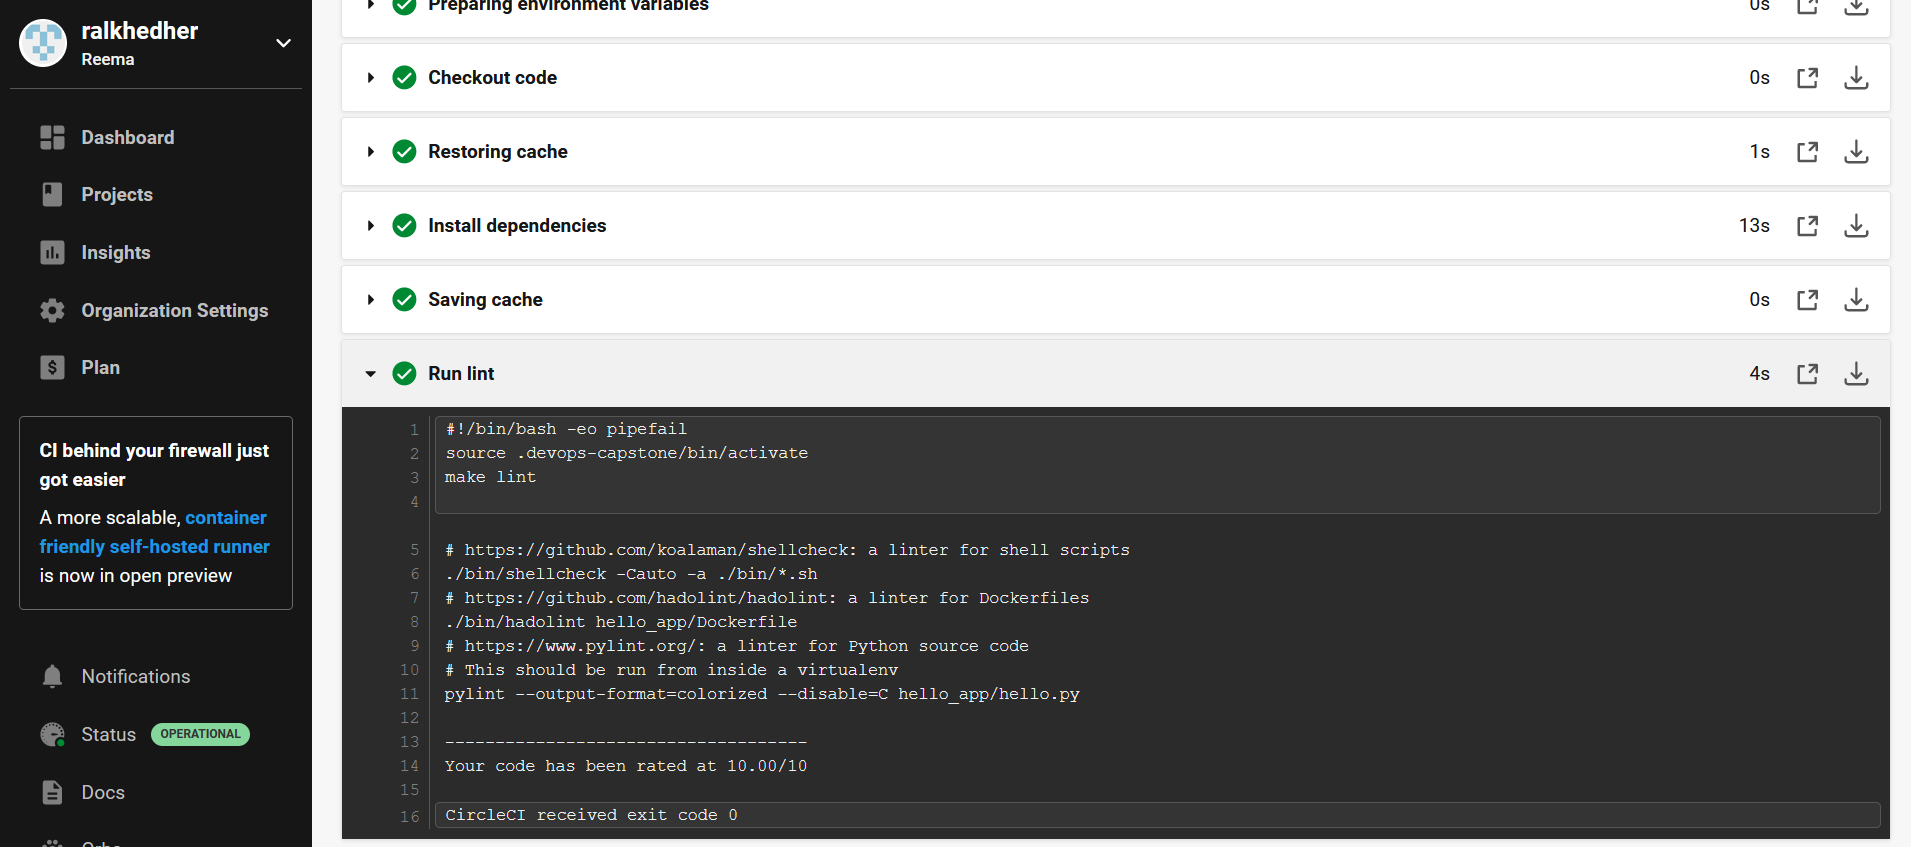 ralkhedher
Reema
Dashboard
Projects
Insights
Organization Settings
Plan
CI behind your firewall just
got easier
A more scalable, container
friendly self-hosted runner
is now in open preview
Notifications
Status OPERATIONAL
Docs
Orbs
Preparing environment variables 0s
Checkout code 0s
Restoring cache 1s
Install dependencies 13s
Saving cache 0s
Run lint 4s
1 #!/bin/bash -eo pipefail
2 source .devops-capstone/bin/activate
3 make lint
4
5 # https://github.com/koalaman/shellcheck: a linter for shell scripts
6 ./bin/shellcheck -Cauto -a ./bin/*.sh
7 # https://github.com/hadolint/hadolint: a linter for Dockerfiles
8 ./bin/hadolint hello_app/Dockerfile
9 # https://www.pylint.org/: a linter for Python source code
10 # This should be run from inside a virtualenv
11 pylint --output-format=colorized --disable=C hello_app/hello.py
12
13 ------------------------------------
14 Your code has been rated at 10.00/10
15
16 CircleCI received exit code 0